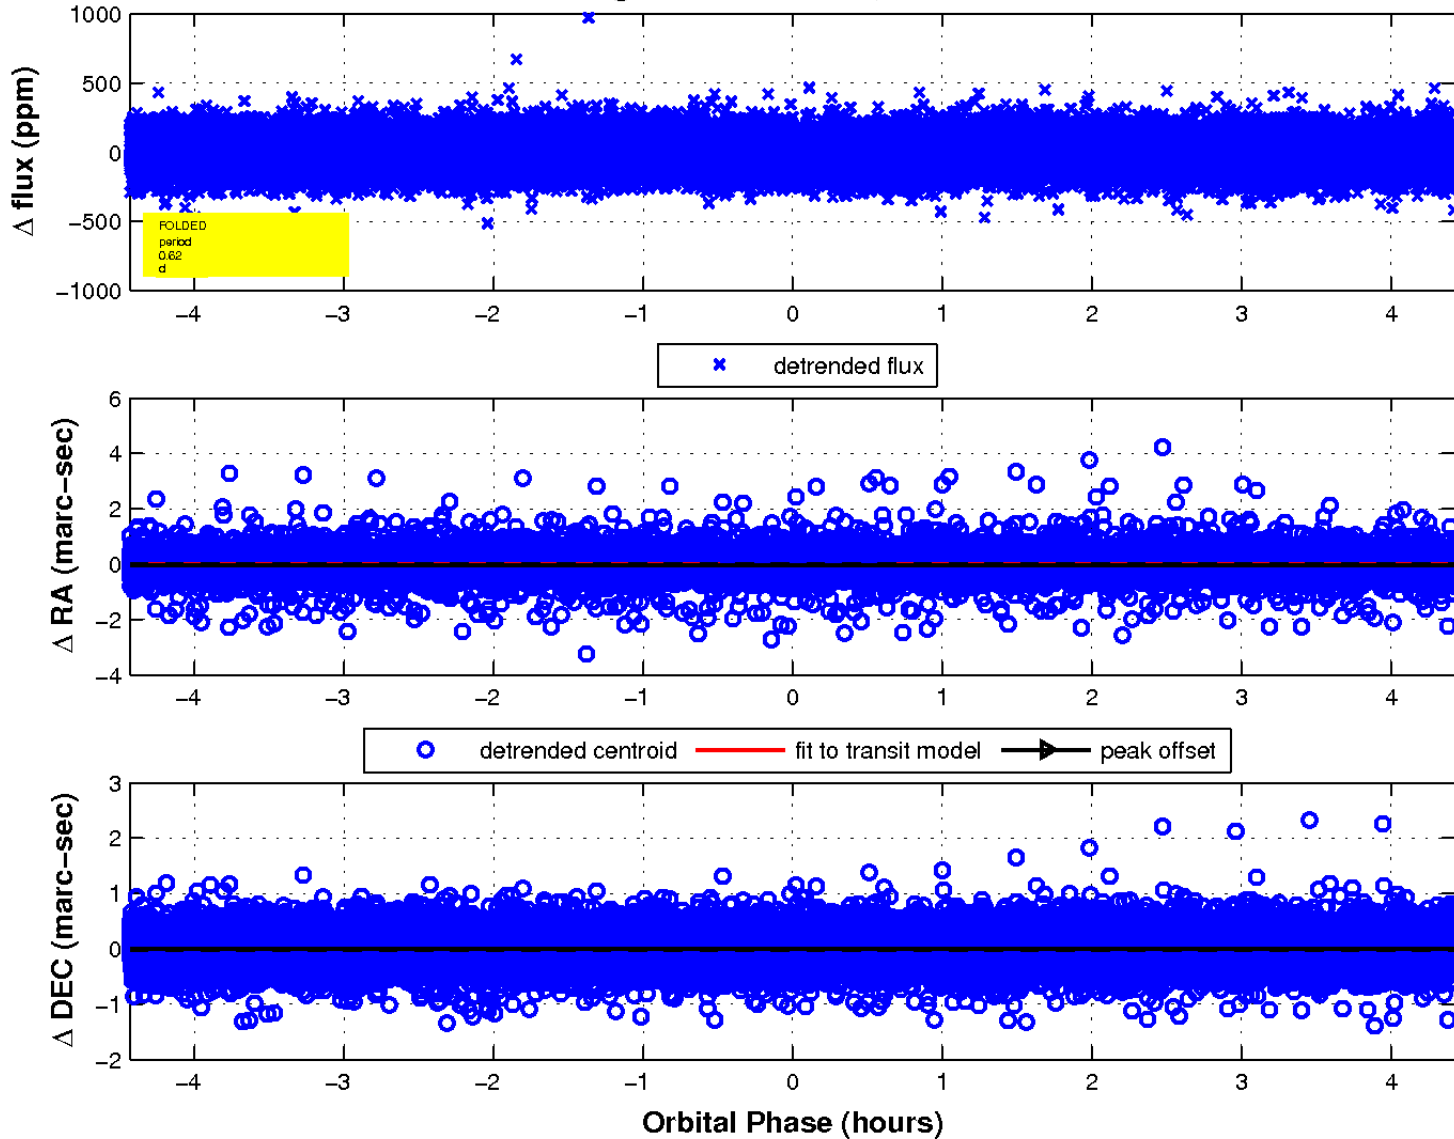 1000
500
0
−500
−1000
Δ flux (ppm)
FOLDED
period
0.62
d
−4 −3 −2 −1 0 1 2 3 4
detrended flux
6
4
2
0
−2
−4
Δ RA (marc−sec)
−4 −3 −2 −1 0 1 2 3 4
detrended centroid fit to transit model peak offset
3
2
1
0
−1
−2
Δ DEC (marc−sec)
−4 −3 −2 −1 0 1 2 3 4
Orbital Phase (hours)